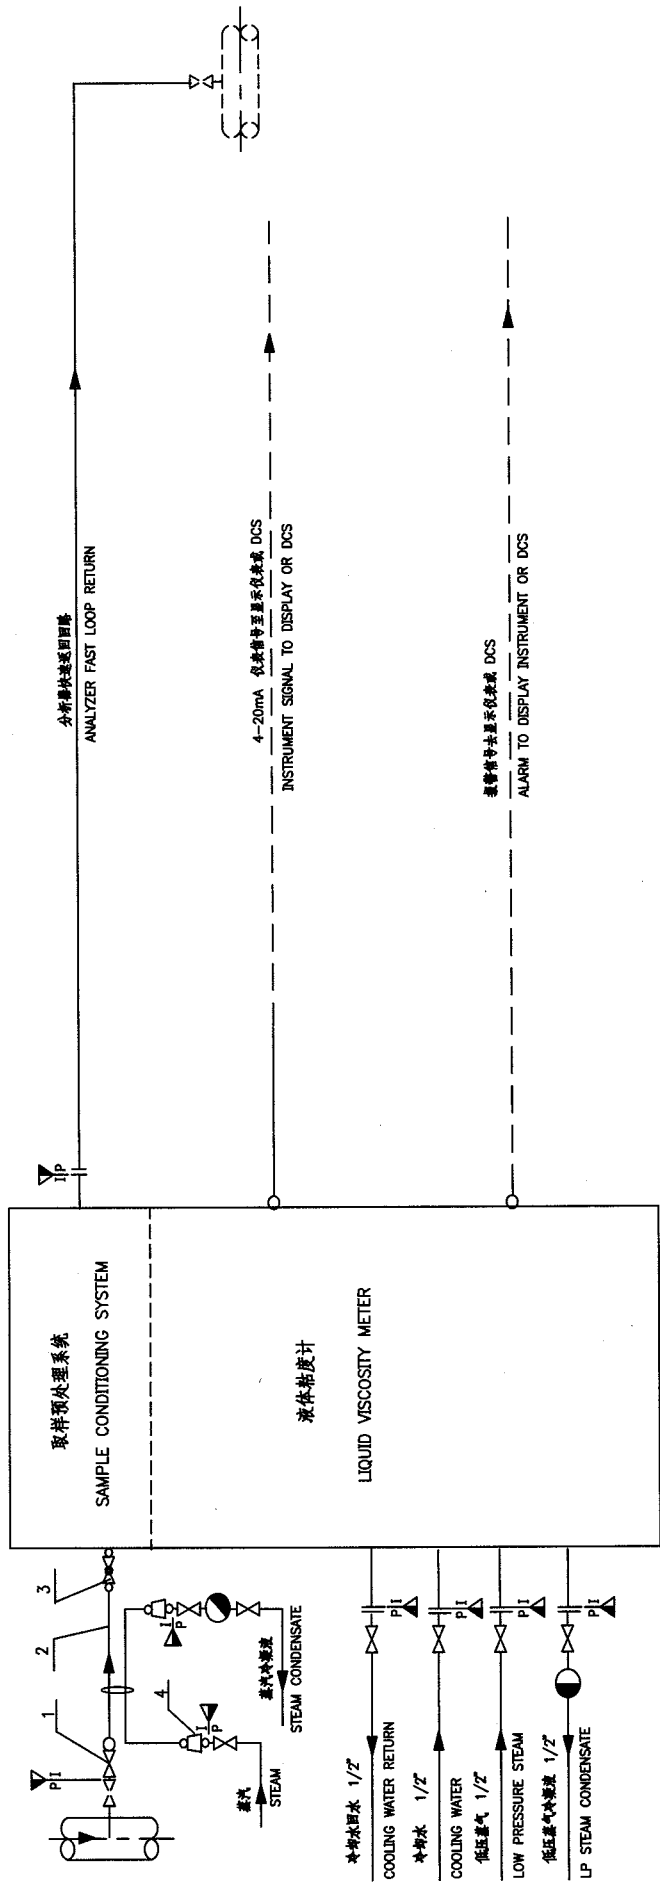 分析器快速返回回路
ANALYZER FAST LOOP RETURN
4-20mA 仪表信号至显示仪表或 DCS
INSTRUMENT SIGNAL TO DISPLAY OR DCS
报警信号去显示仪表或 DCS
ALARM TO DISPLAY INSTRUMENT OR DCS
I P
取样预处理系统
SAMPLE CONDITIONING SYSTEM
液体粘度计
LIQUID VISCOSITY METER
P I
1
2
3
4
I P
I P
蒸汽
STEAM
蒸汽冷凝液
STEAM CONDENSATE
冷却水回水 1/2"
COOLING WATER RETURN
P I
冷却水 1/2"
COOLING WATER
P I
低压蒸气 1/2"
LOW PRESSURE STEAM
P I
低压蒸气冷凝液 1/2"
LP STEAM CONDENSATE
P I